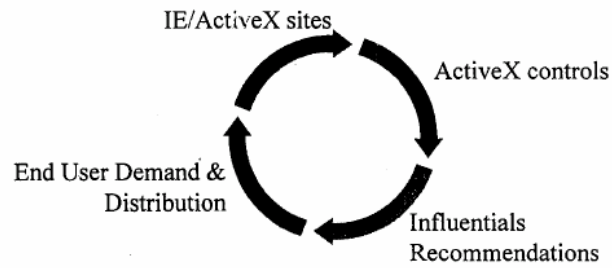 IE/ActiveX sites
ActiveX controls
End User Demand &
Distribution
Influentials
Recommendations